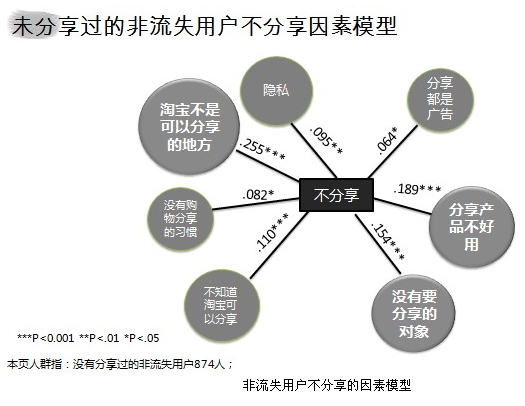 未分享过的非流失用户不分享因素模型
隐私
分享
都是
广告
淘宝不是
可以分享
的地方
.095**
.064*
.255***
.189***
不分享
.082*
没有购
物分享
的习惯
分享产
品不好
用
.110***
.154***
不知道
淘宝可
以分享
没有要
分享的
对象
***P<0.001 **P<.01 *P<.05
本页人群指：没有分享过的非流失用户874人；
非流失用户不分享的因素模型